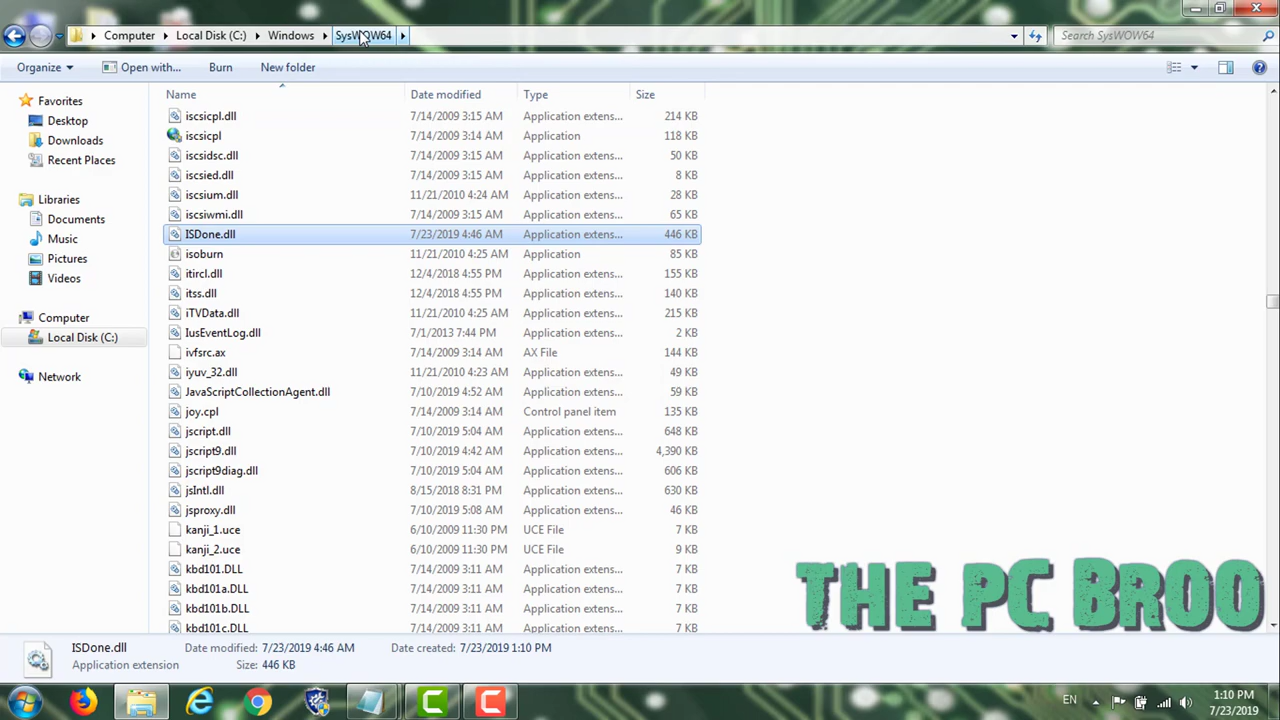 Computer Local Disk (C:) Windows SysWOW64 Search SysWOW64
Organize Open with... Burn New folder
Favorites
Desktop
Downloads
Recent Places
Libraries
Documents
Music
Pictures
Videos
Computer
Local Disk (C:)
Network
Name Date modified Type Size
iscsicpl.dll 7/14/2009 3:15 AM Application extens... 214 KB
iscsicpl 7/14/2009 3:14 AM Application 118 KB
iscsidsc.dll 7/14/2009 3:15 AM Application extens... 50 KB
iscsied.dll 7/14/2009 3:15 AM Application extens... 8 KB
iscsium.dll 11/21/2010 4:24 AM Application extens... 28 KB
iscsiwmi.dll 7/14/2009 3:15 AM Application extens... 65 KB
ISDone.dll 7/23/2019 4:46 AM Application extens... 446 KB
isoburn 11/21/2010 4:25 AM Application 85 KB
itircl.dll 12/4/2018 4:55 PM Application extens... 155 KB
itss.dll 12/4/2018 4:55 PM Application extens... 140 KB
iTVData.dll 11/21/2010 4:25 AM Application extens... 215 KB
IusEventLog.dll 7/1/2013 7:44 PM Application extens... 2 KB
ivfsrc.ax 7/14/2009 3:14 AM AX File 144 KB
iyuv_32.dll 11/21/2010 4:23 AM Application extens... 49 KB
JavaScriptCollectionAgent.dll 7/10/2019 4:52 AM Application extens... 59 KB
joy.cpl 7/14/2009 3:14 AM Control panel item 135 KB
jscript.dll 7/10/2019 5:04 AM Application extens... 648 KB
jscript9.dll 7/10/2019 4:42 AM Application extens... 4,390 KB
jscript9diag.dll 7/10/2019 5:04 AM Application extens... 606 KB
jsIntl.dll 8/15/2018 8:31 PM Application extens... 630 KB
jsproxy.dll 7/10/2019 5:08 AM Application extens... 46 KB
kanji_1.uce 6/10/2009 11:30 PM UCE File 7 KB
kanji_2.uce 6/10/2009 11:30 PM UCE File 9 KB
kbd101.DLL 7/14/2009 3:11 AM Application extens... 7 KB
kbd101a.DLL 7/14/2009 3:11 AM Application extens... 7 KB
kbd101b.DLL 7/14/2009 3:11 AM Application extens... 7 KB
kbd101c.DLL 7/14/2009 3:11 AM Application extens... 7 KB
THE PC BROO
ISDone.dll Date modified: 7/23/2019 4:46 AM Date created: 7/23/2019 1:10 PM
Application extension Size: 446 KB
EN 1:10 PM
7/23/2019